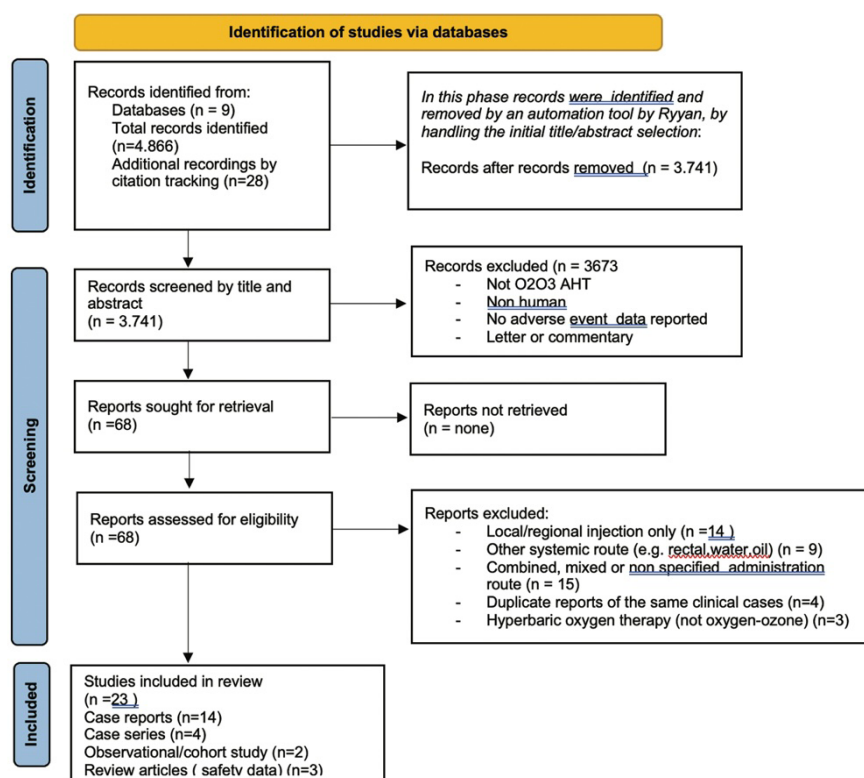 Identification of studies via databases
Identification
Records identified from:
Databases (n = 9)
Total records identified
(n=4.866)
Additional recordings by
citation tracking (n=28)
In this phase records were identified and
removed by an automation tool by Ryyan, by
handling the initial title/abstract selection:
Records after records removed (n = 3.741)
Screening
Records screened by title and
abstract
(n = 3.741)
Records excluded (n = 3673
- Not O2O3 AHT
- Non human
- No adverse event data reported
- Letter or commentary
Reports sought for retrieval
(n =68)
Reports not retrieved
(n = none)
Reports assessed for eligibility
(n =68)
Reports excluded:
- Local/regional injection only (n =14 )
- Other systemic route (e.g. rectal,water,oil) (n = 9)
- Combined, mixed or non specified administration
route (n = 15)
- Duplicate reports of the same clinical cases (n=4)
- Hyperbaric oxygen therapy (not oxygen-ozone) (n=3)
Included
Studies included in review
(n =23 )
Case reports (n=14)
Case series (n=4)
Observational/cohort study (n=2)
Review articles ( safety data) (n=3)